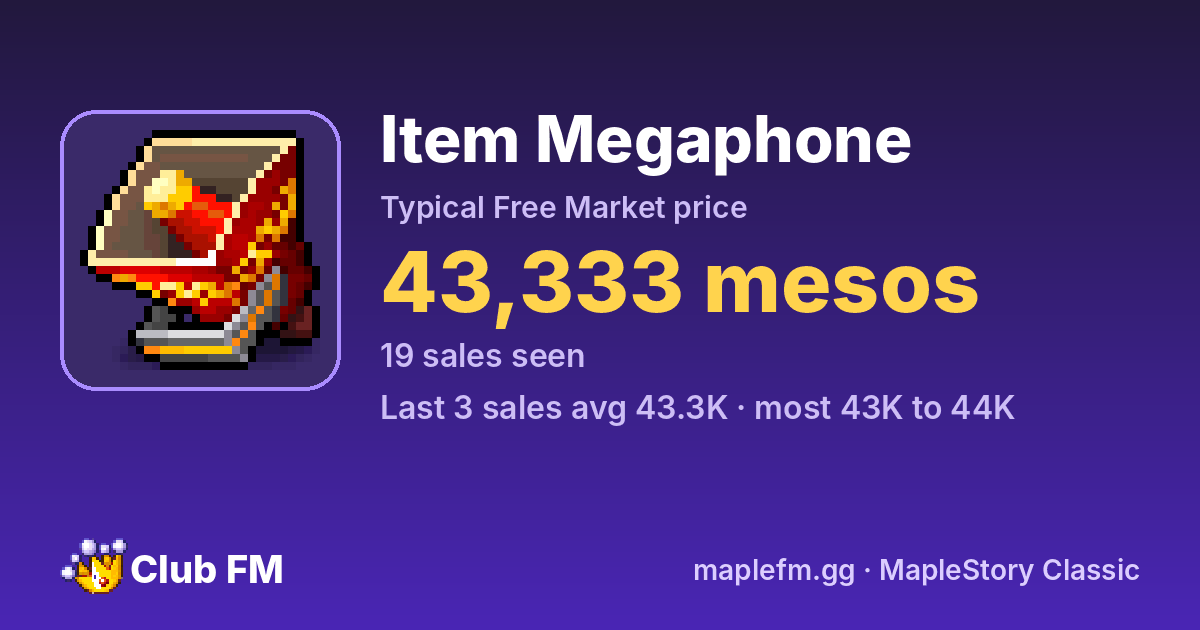 Item Megaphone
Typical Free Market price
43,333 mesos
19 sales seen
Last 3 sales avg 43.3K · most 43K to 44K
Club FM
maplefm.gg · MapleStory Classic